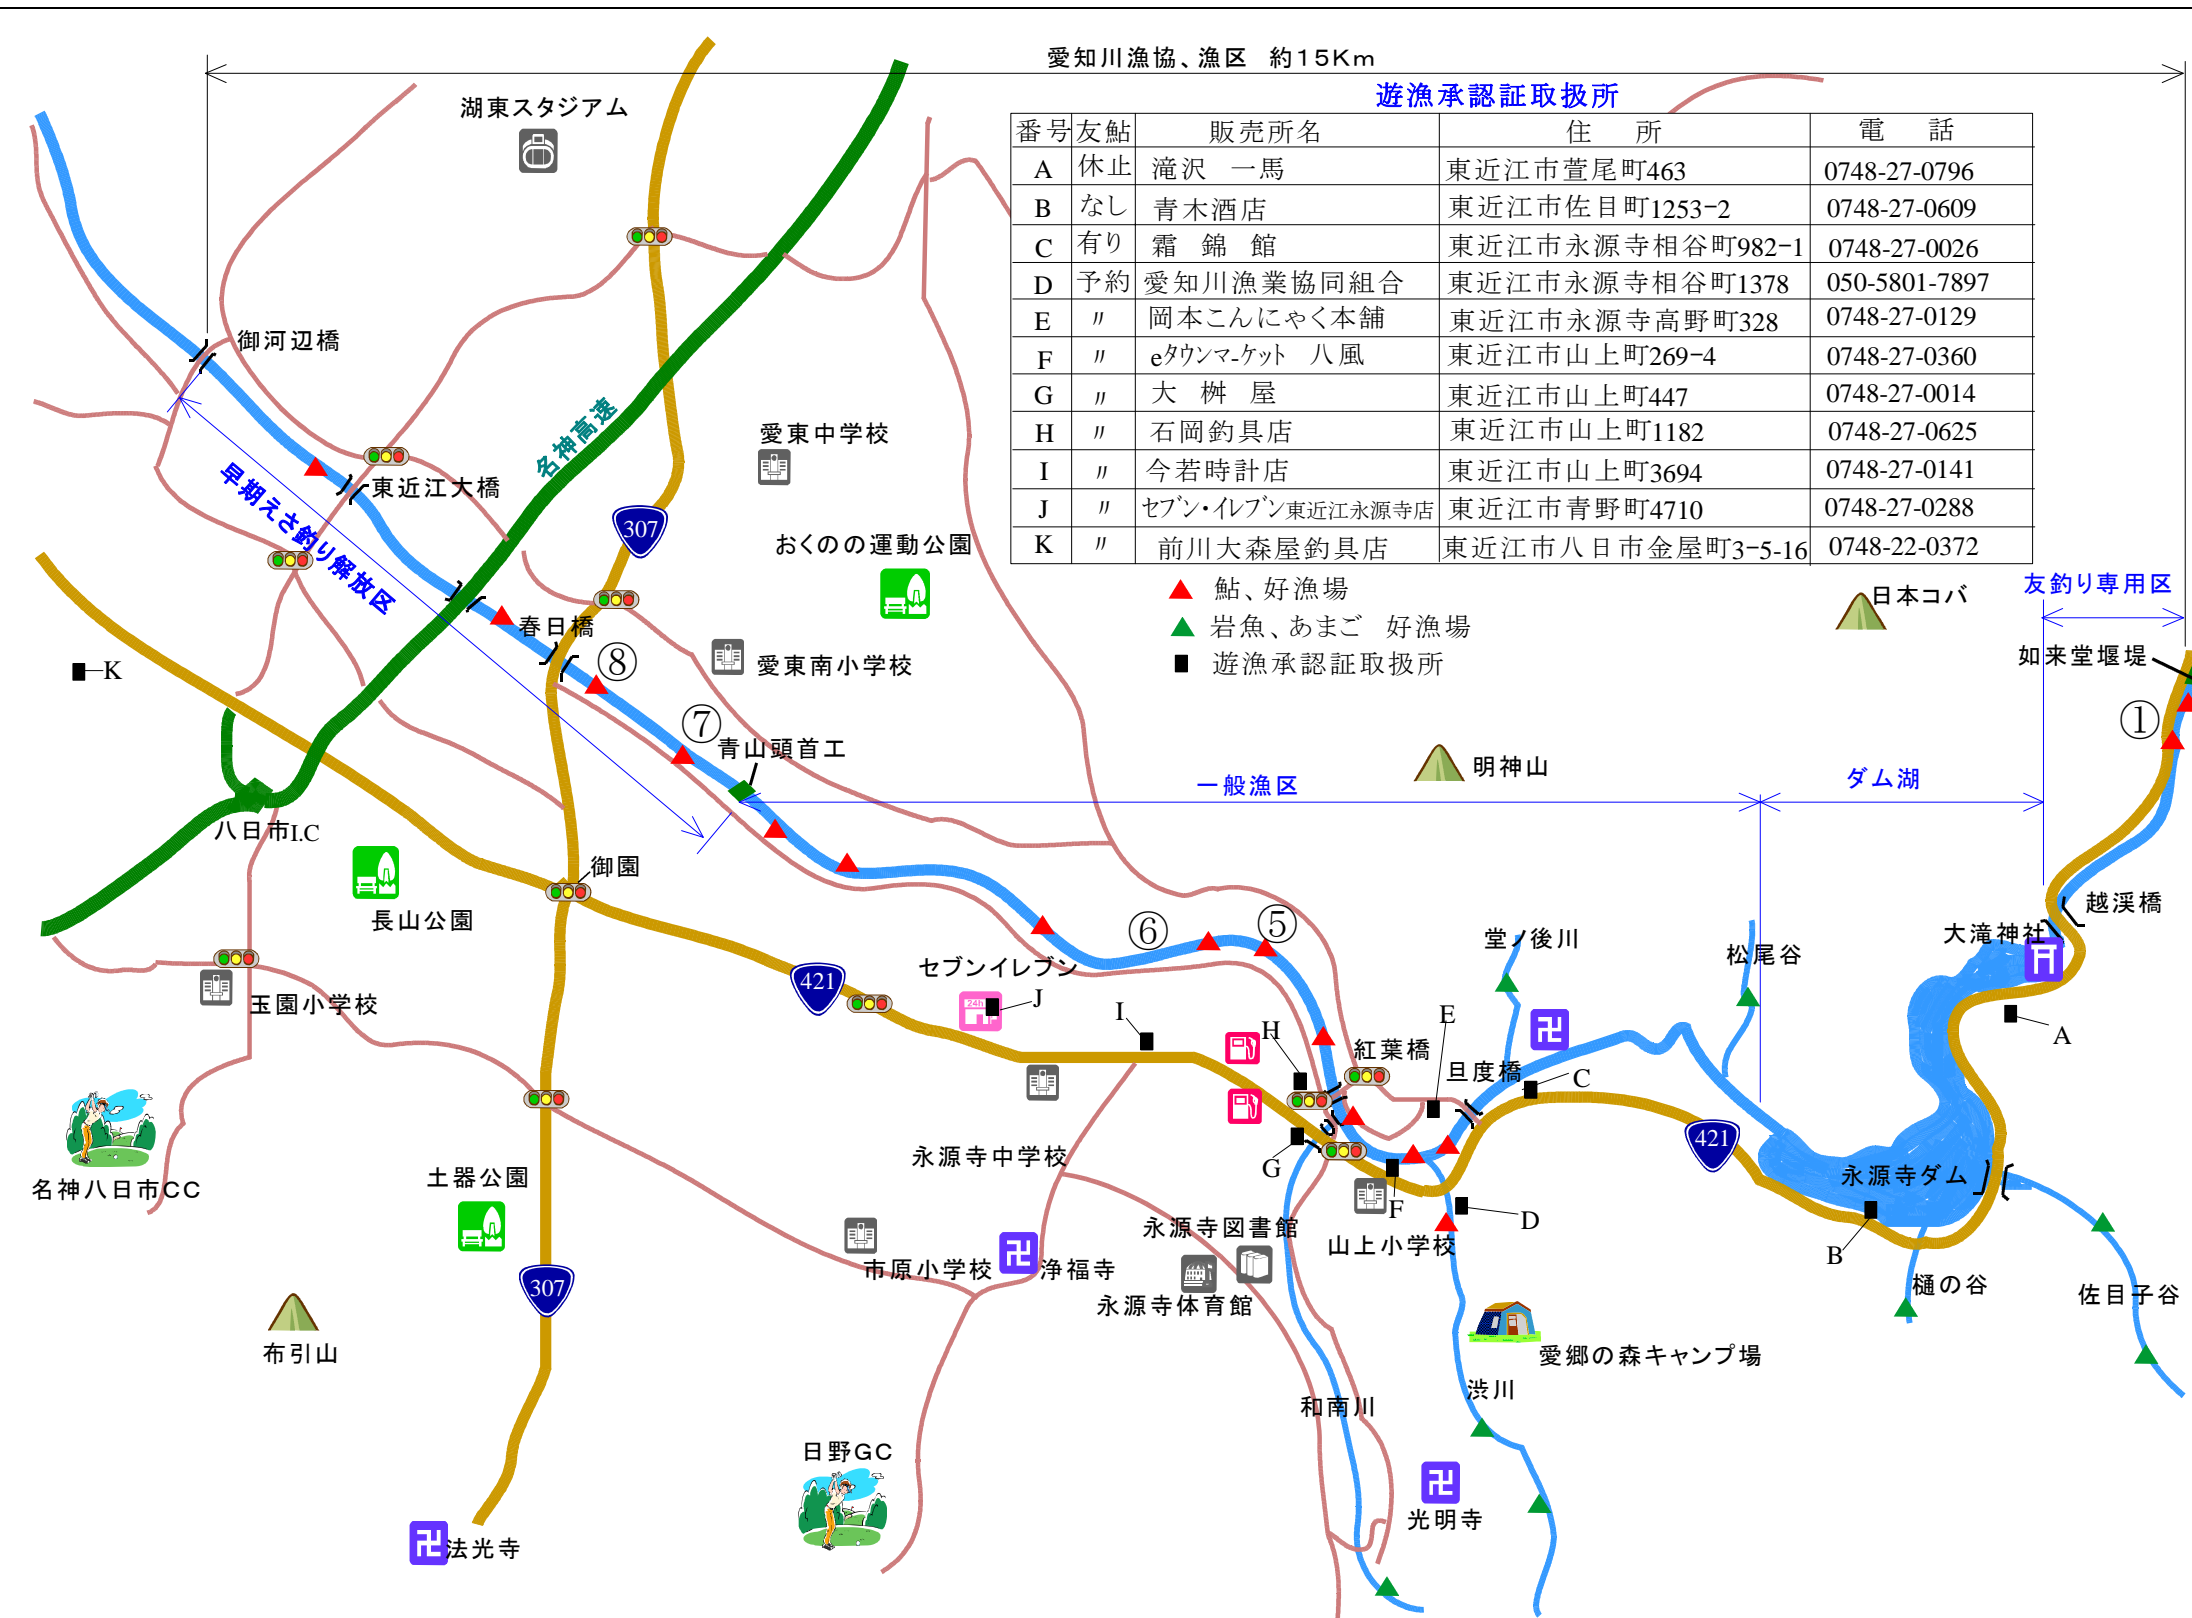 愛知川漁協、漁区 約15Km
遊漁承認証取扱所
番号 友鮎 販売所名 住 所 電 話
A 休止 滝沢 一馬 東近江市萱尾町463 0748-27-0796
B なし 青木酒店 東近江市佐目町1253-2 0748-27-0609
C 有り 霜錦館 東近江市永源寺相谷町982-1 0748-27-0026
D 予約 愛知川漁業協同組合 東近江市永源寺相谷町1378 050-5801-7897
E 〃 岡本こんにゃく本舗 東近江市永源寺高野町328 0748-27-0129
F 〃 eタウンマーケット 八風 東近江市山上町269-4 0748-27-0360
G 〃 大桝屋 東近江市山上町447 0748-27-0014
H 〃 石岡釣具店 東近江市山上町1182 0748-27-0625
I 〃 今若時計店 東近江市山上町3694 0748-27-0141
J 〃 セブン・イレブン東近江永源寺店 東近江市青野町4710 0748-27-0288
K 〃 前川大森屋釣具店 東近江市八日市金屋町3-5-16 0748-22-0372
鮎、好漁場
岩魚、あまご 好漁場
遊漁承認証取扱所
湖東スタジアム
御河辺橋
名神高速
愛東中学校
早期えさ釣り解放区
東近江大橋
307
おくのの運動公園
春日橋
⑧
愛東南小学校
K
⑦
青山頭首工
日本コバ
友釣り専用区
如来堂堰堤
①
明神山
一般漁区
ダム湖
八日市I.C
御園
長山公園
越渓橋
大滝神社
⑤
⑥
堂ノ後川
松尾谷
セブンイレブン
J
24h
421
玉園小学校
I
H
紅葉橋
E
旦度橋
C
A
421
永源寺中学校
G
F
D
永源寺ダム
B
名神八日市CC
土器公園
永源寺図書館
山上小学校
市原小学校
浄福寺
永源寺体育館
樋の谷
佐目子谷
307
布引山
愛郷の森キャンプ場
渋川
和南川
日野GC
光明寺
法光寺